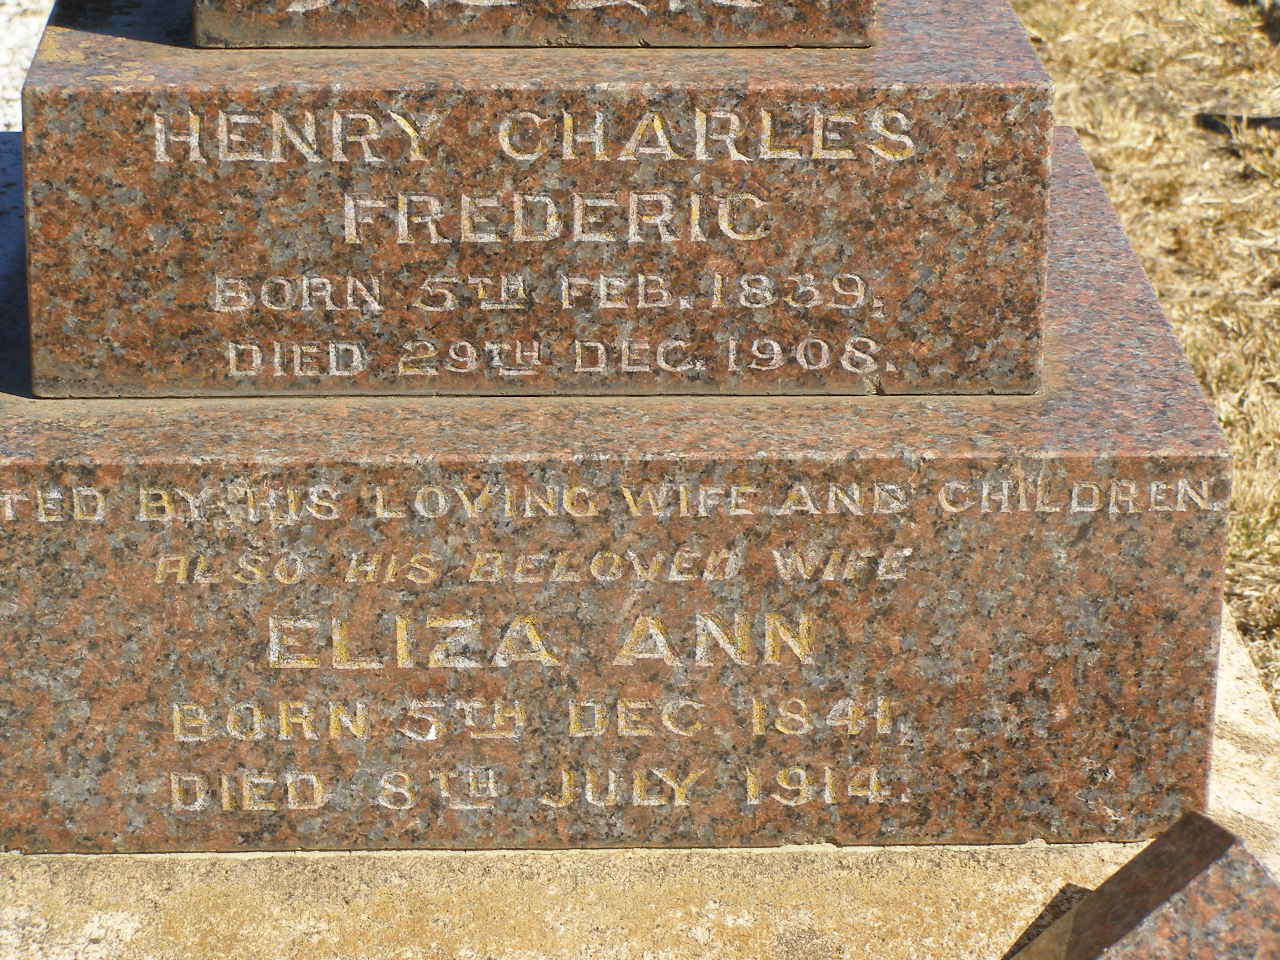 HENRY CHARLES
FREDERIC
BORN 5TH FEB. 1839,
DIED 29TH DEC. 1908.
TED BY HIS LOVING WIFE AND CHILDREN
ALSO HIS BELOVED WIFE
ELIZA ANN
BORN 5TH DEC 1841,
DIED 8TH JULY 1914.